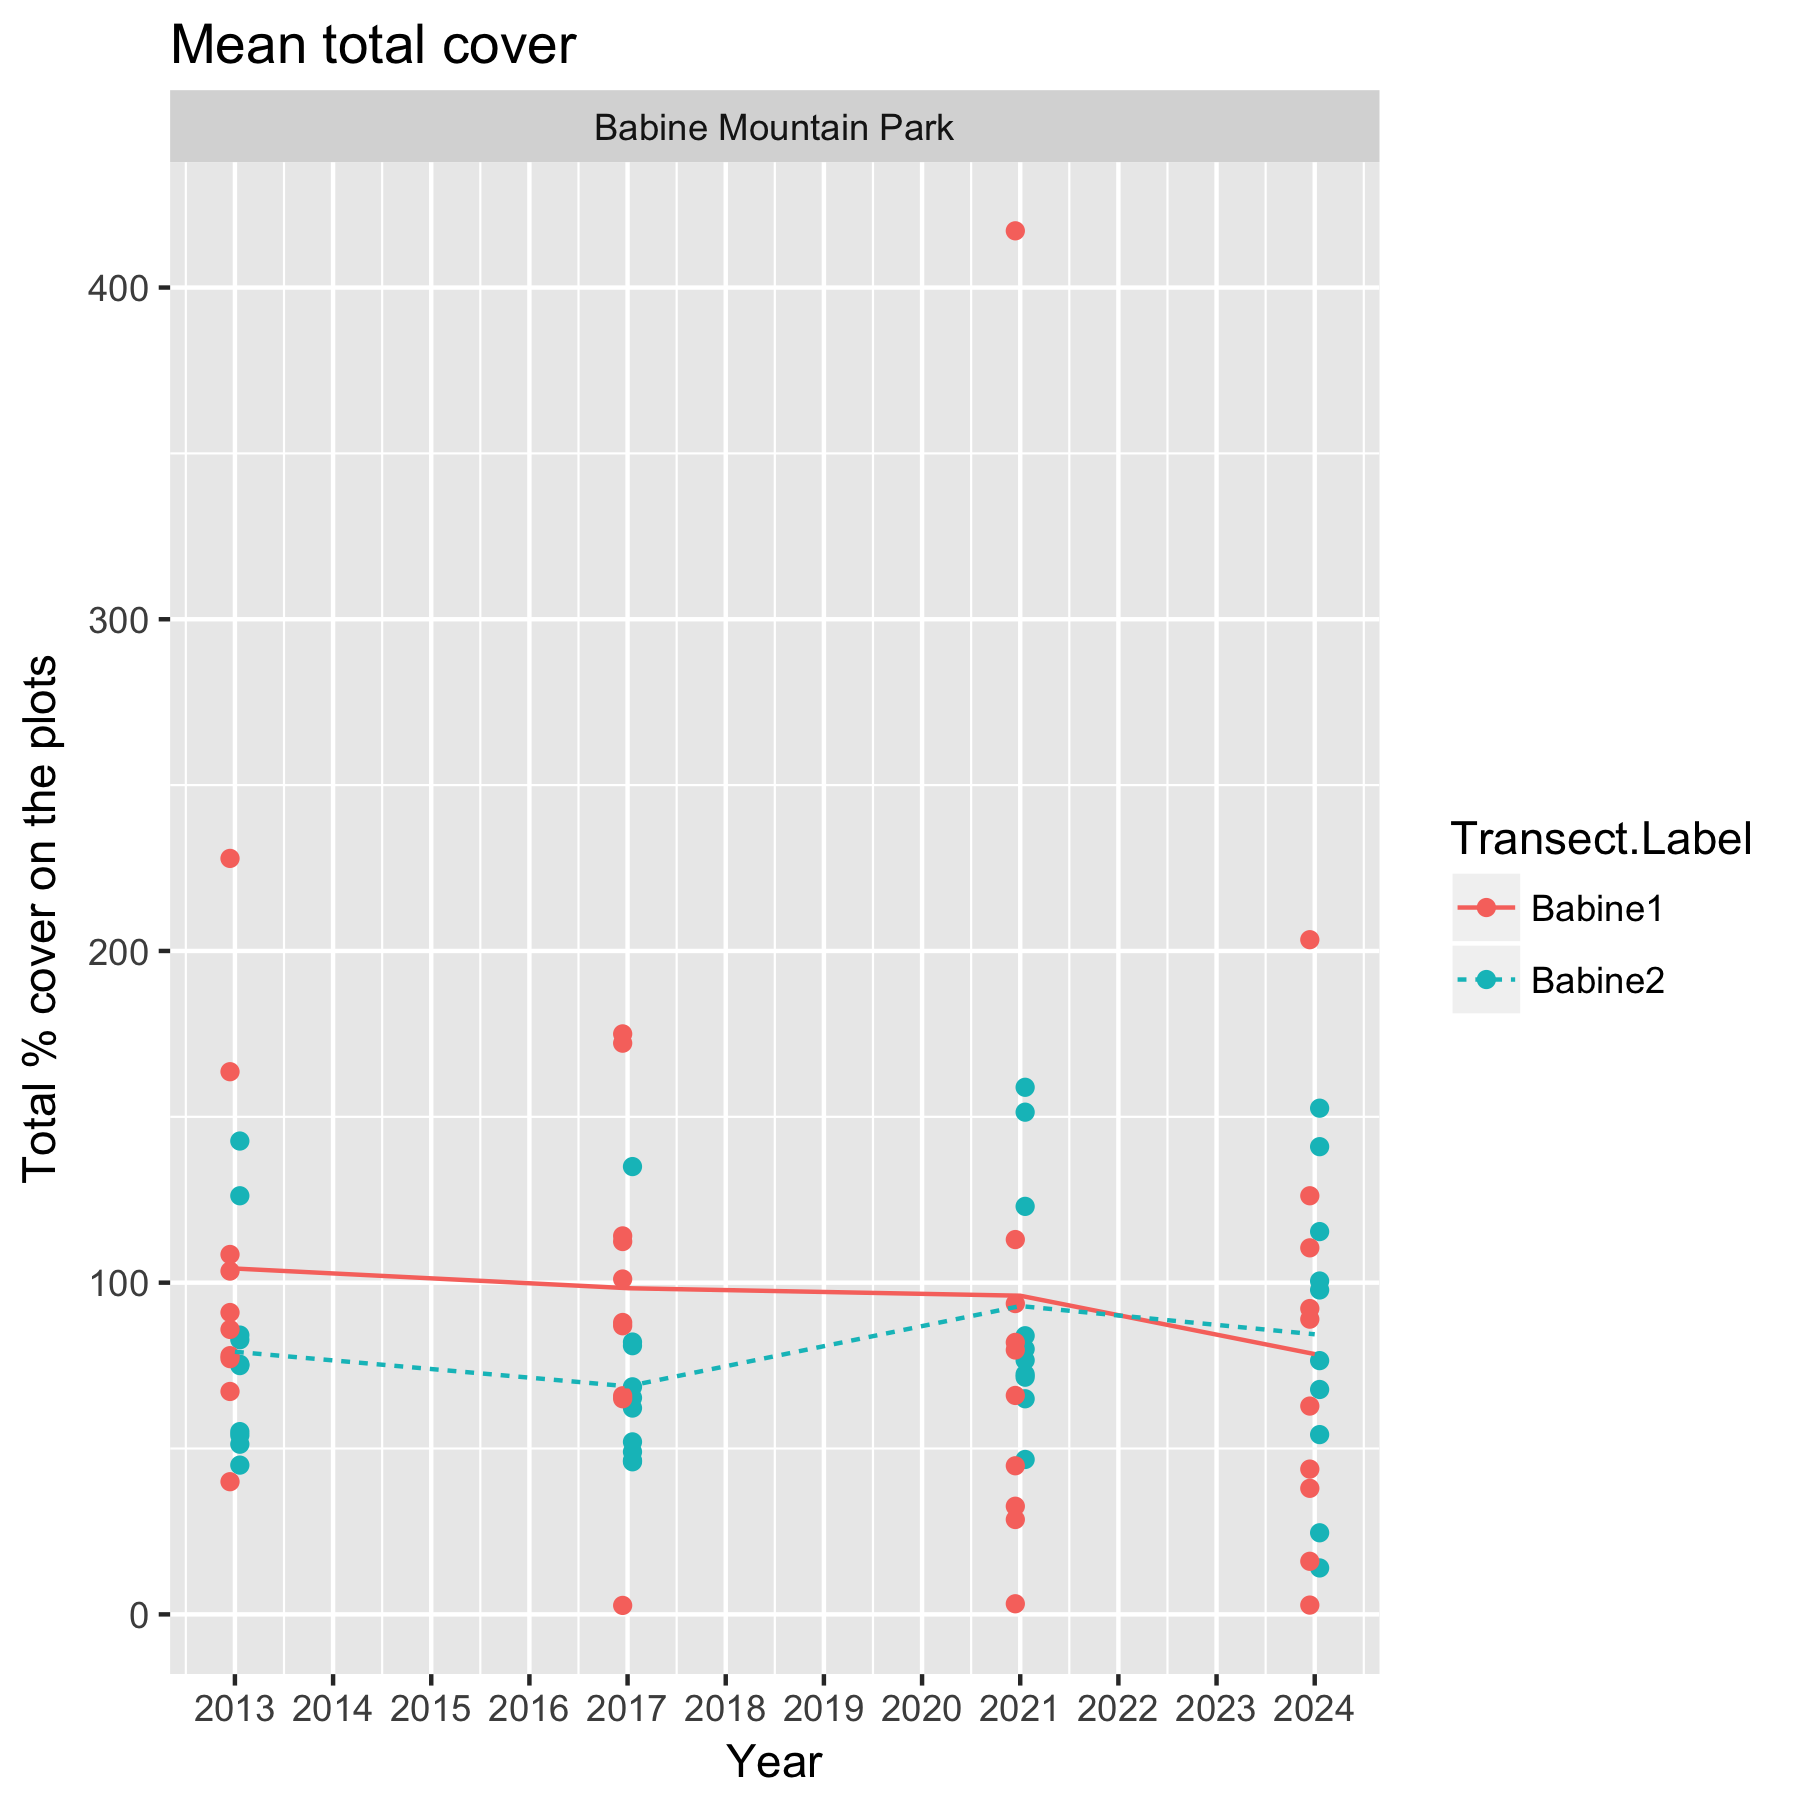 Mean total cover
Babine Mountain Park
Total % cover on the plots
400
300
200
100
0
2013 2014 2015 2016 2017 2018 2019 2020 2021 2022 2023 2024
Year
Transect.Label
Babine1
Babine2